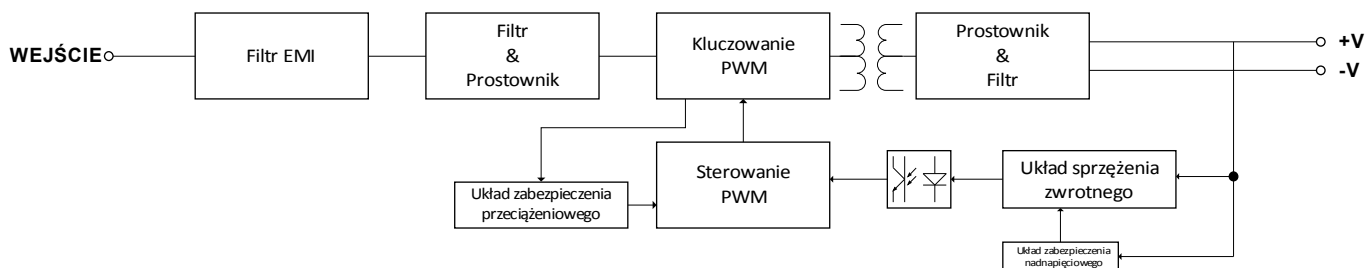 WEJŚCIE
Filtr EMI
Filtr
&
Prostownik
Kluczowanie
PWM
Prostownik
&
Filtr
+V
-V
Układ zabezpieczenia
przeciążeniowego
Sterowanie
PWM
Układ sprzężenia
zwrotnego
Układ zabezpieczenia
nadnapięciowego